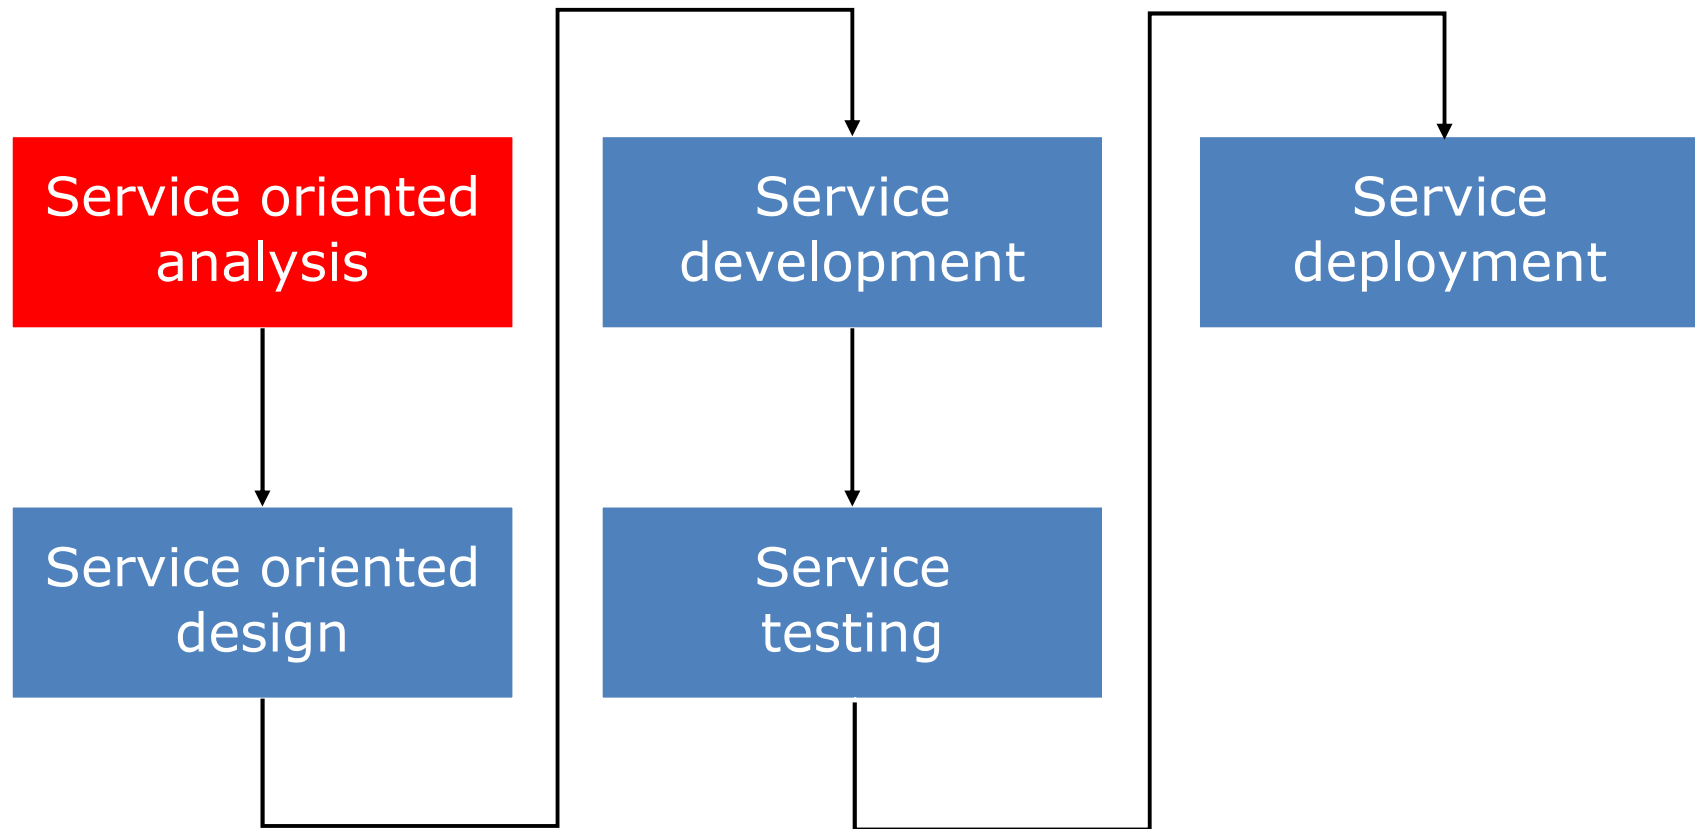 Service oriented
analysis
Service oriented
design
Service
development
Service
testing
Service
deployment